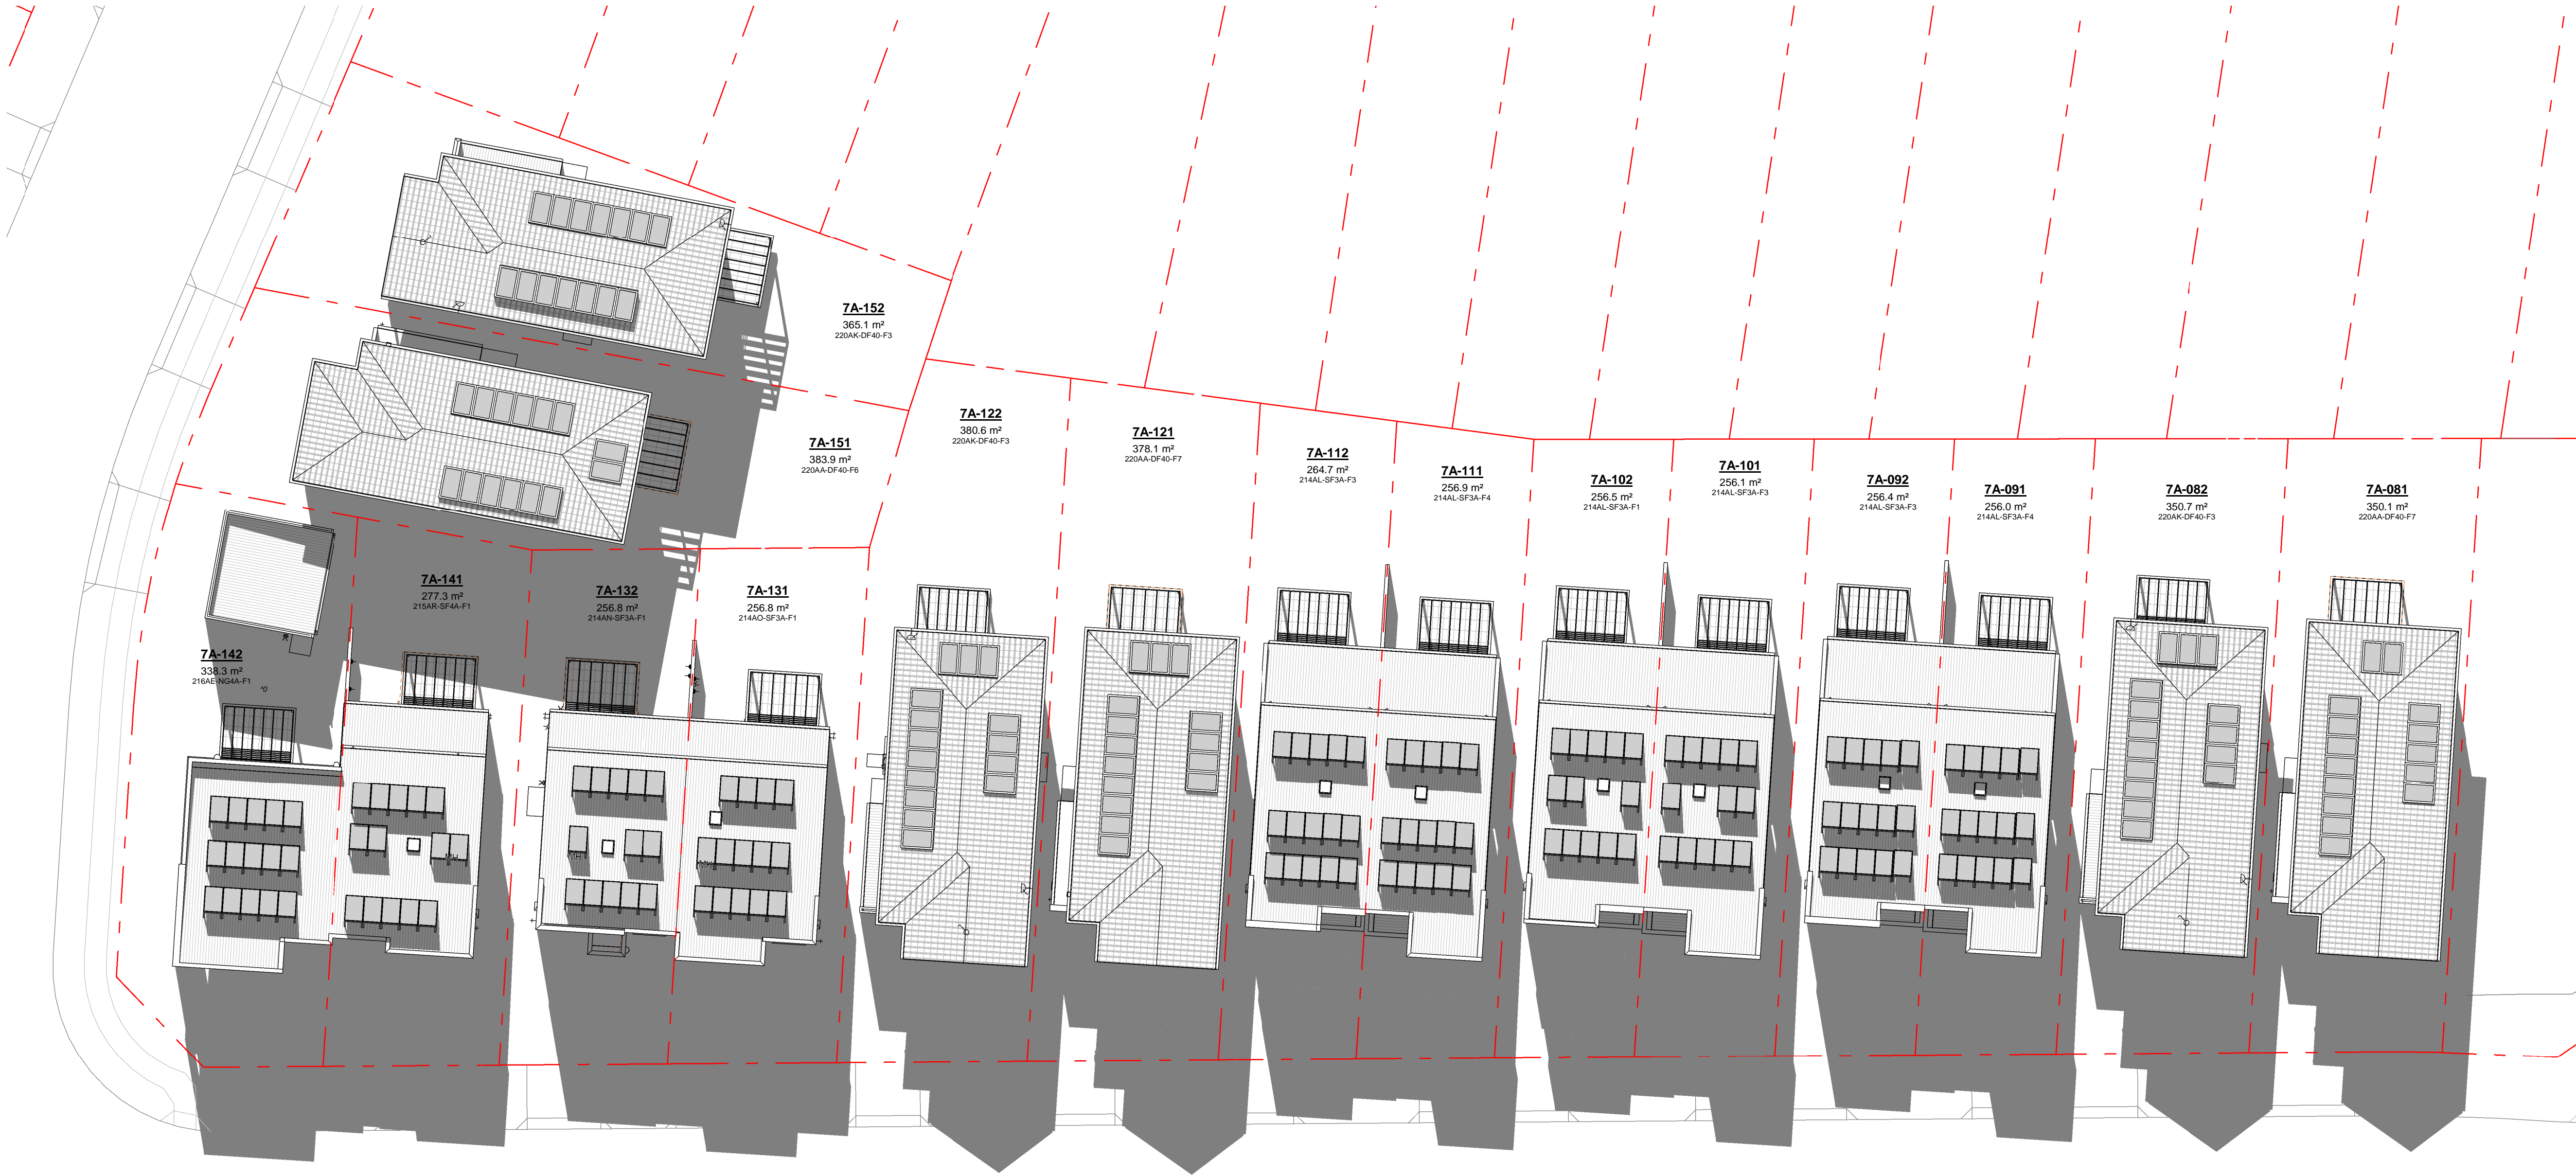 7A-152
365.1 m²
220AK-DF40-F3
7A-151
383.9 m²
220AA-DF40-F6
7A-122
380.6 m²
220AK-DF40-F3
7A-121
378.1 m²
220AA-DF40-F7
7A-112
264.7 m²
214AL-SF3A-F3
7A-111
256.9 m²
214AL-SF3A-F4
7A-102
256.5 m²
214AL-SF3A-F1
7A-101
256.1 m²
214AL-SF3A-F3
7A-092
256.4 m²
214AL-SF3A-F3
7A-091
256.0 m²
214AL-SF3A-F4
7A-082
350.7 m²
220AK-DF40-F3
7A-081
350.1 m²
220AA-DF40-F7
7A-141
277.3 m²
215AR-SF4A-F1
7A-132
256.8 m²
214AN-SF3A-F1
7A-131
256.8 m²
214AO-SF3A-F1
7A-142
338.3 m²
216AE-NG4A-F1